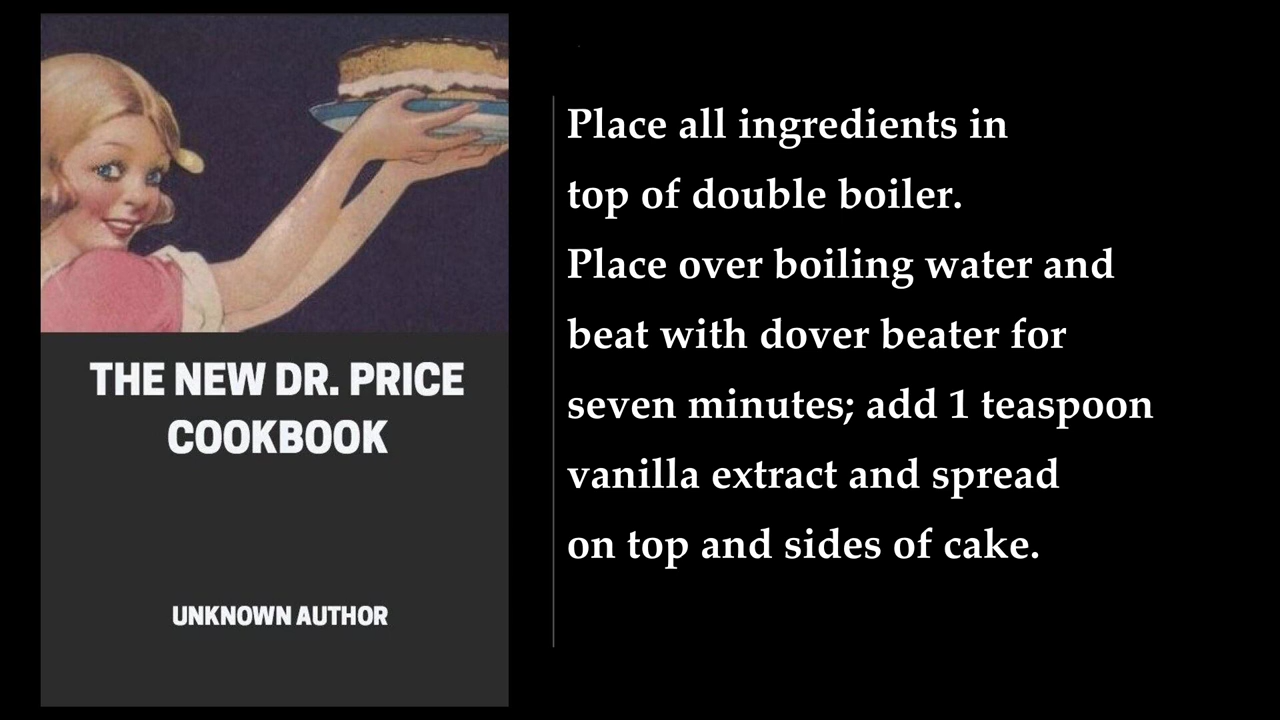 THE NEW DR. PRICE
COOKBOOK
UNKNOWN AUTHOR
Place all ingredients in
top of double boiler.
Place over boiling water and
beat with dover beater for
seven minutes; add 1 teaspoon
vanilla extract and spread
on top and sides of cake.